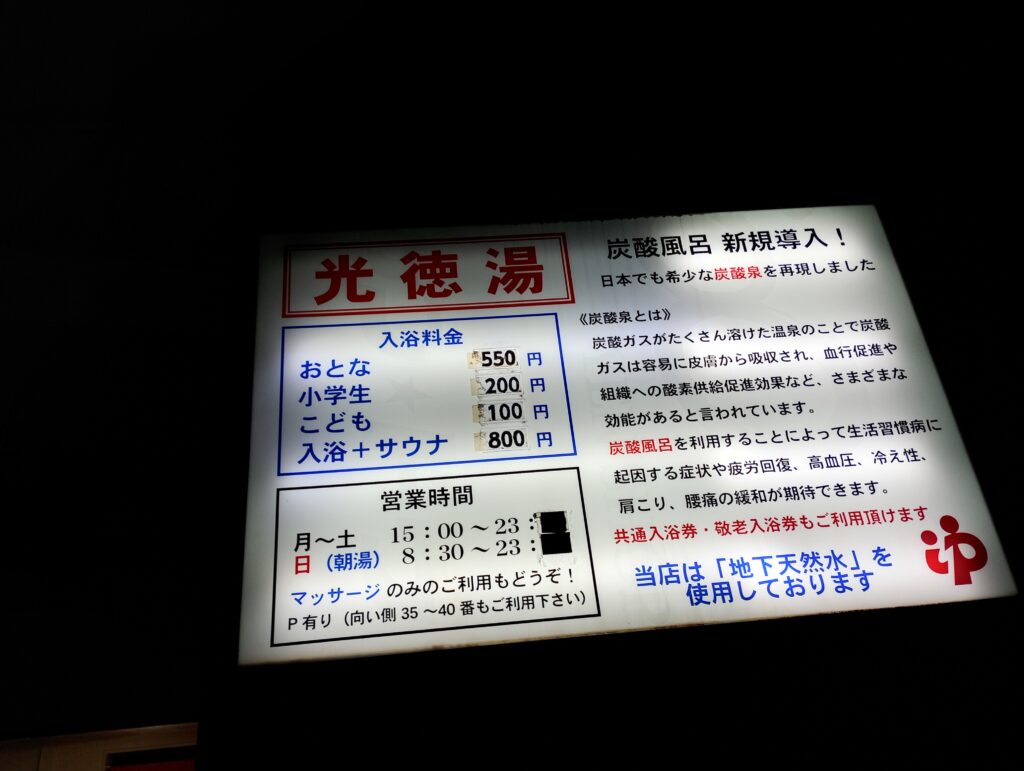 光徳湯
入浴料金
おとな 550 円
小学生 200 円
こども 100 円
入浴＋サウナ 800 円
営業時間
月～土 15：00～23：
日（朝湯） 8：30～23：
マッサージ のみのご利用もどうぞ！
P有り（向い側 35～40 番もご利用下さい）
炭酸風呂 新規導入！
日本でも希少な炭酸泉を再現しました
《炭酸泉とは》
炭酸ガスがたくさん溶けた温泉のことで炭酸
ガスは容易に皮膚から吸収され、血行促進や
組織への酸素供給促進効果など、さまざまな
効能があると言われています。
炭酸風呂を利用することによって生活習慣病に
起因する症状や疲労回復、高血圧、冷え性、
肩こり、腰痛の緩和が期待できます。
共通入浴券・敬老入浴券もご利用頂けます
当店は「地下天然水」を
使用しております